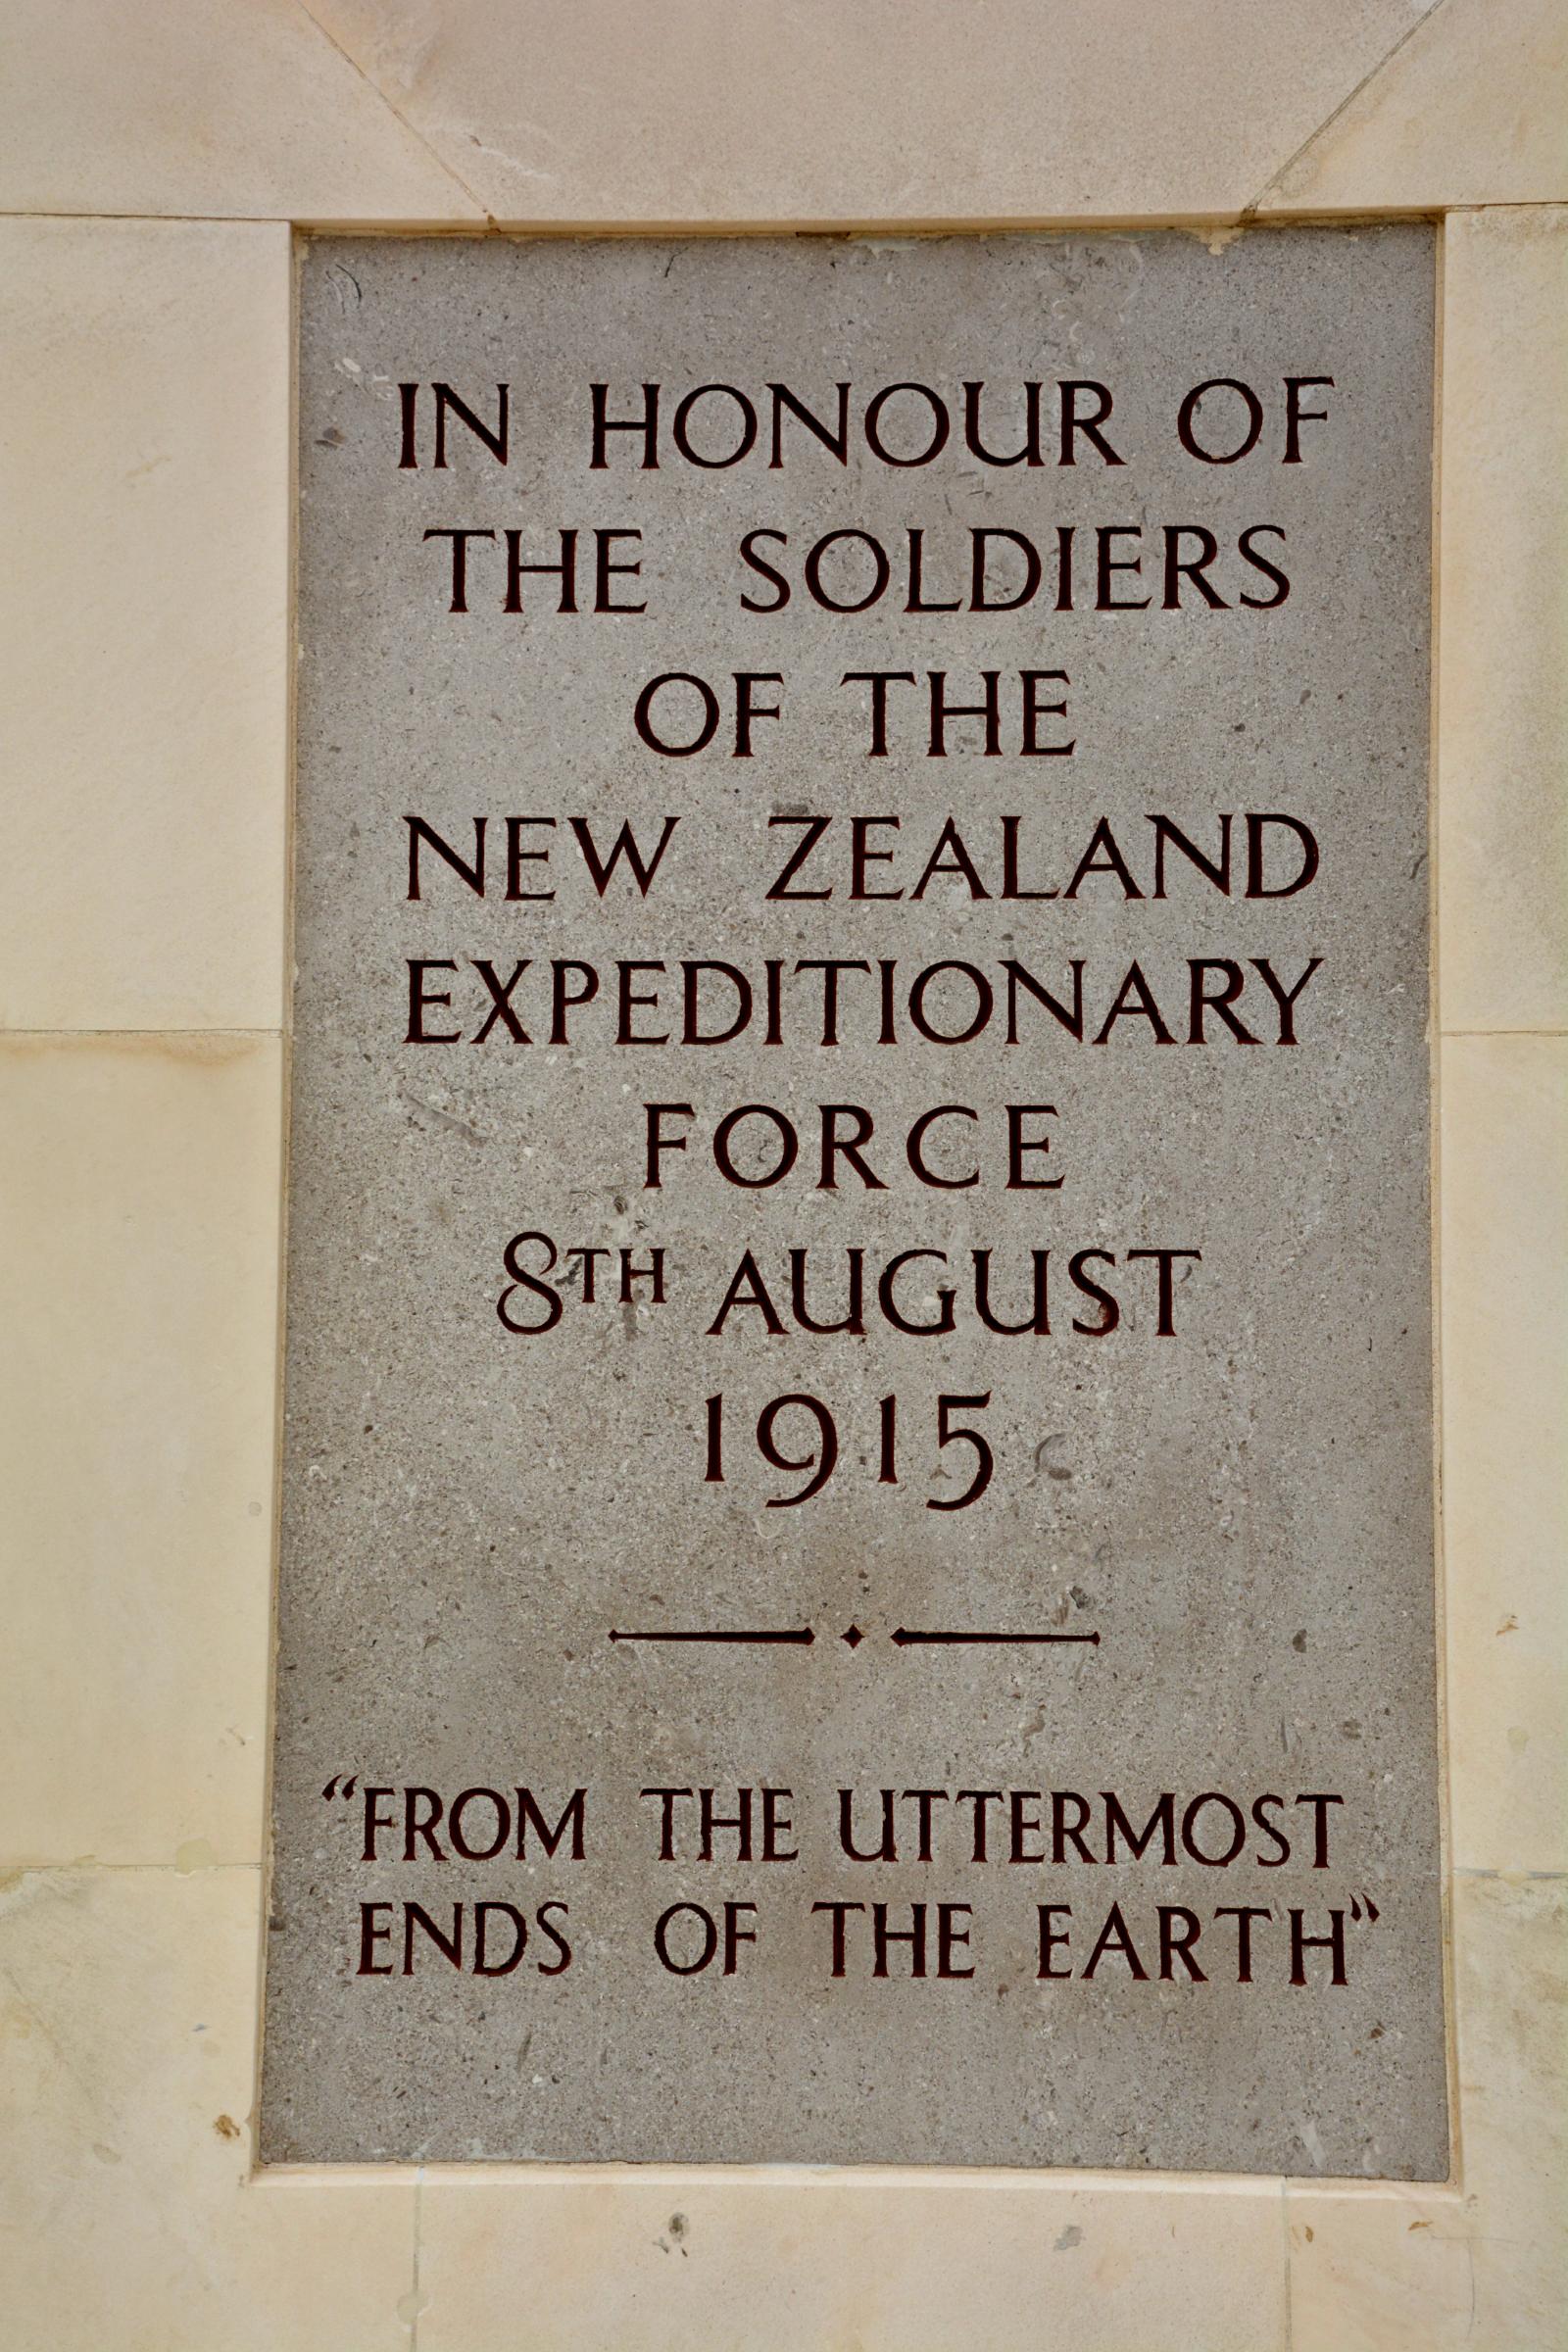 IN HONOUR OF
THE SOLDIERS
OF THE
NEW ZEALAND
EXPEDITIONARY
FORCE
8TH AUGUST
1915
“FROM THE UTTERMOST
ENDS OF THE EARTH”